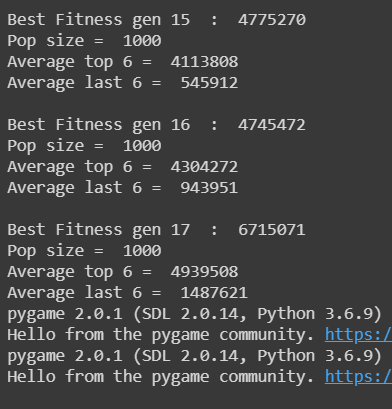 Best Fitness gen 15  :  4775270
Pop size =  1000
Average top 6 =  4113808
Average last 6 =  545912

Best Fitness gen 16  :  4745472
Pop size =  1000
Average top 6 =  4304272
Average last 6 =  943951

Best Fitness gen 17  :  6715071
Pop size =  1000
Average top 6 =  4939508
Average last 6 =  1487621
pygame 2.0.1 (SDL 2.0.14, Python 3.6.9)
Hello from the pygame community. https:/
pygame 2.0.1 (SDL 2.0.14, Python 3.6.9)
Hello from the pygame community. https:/